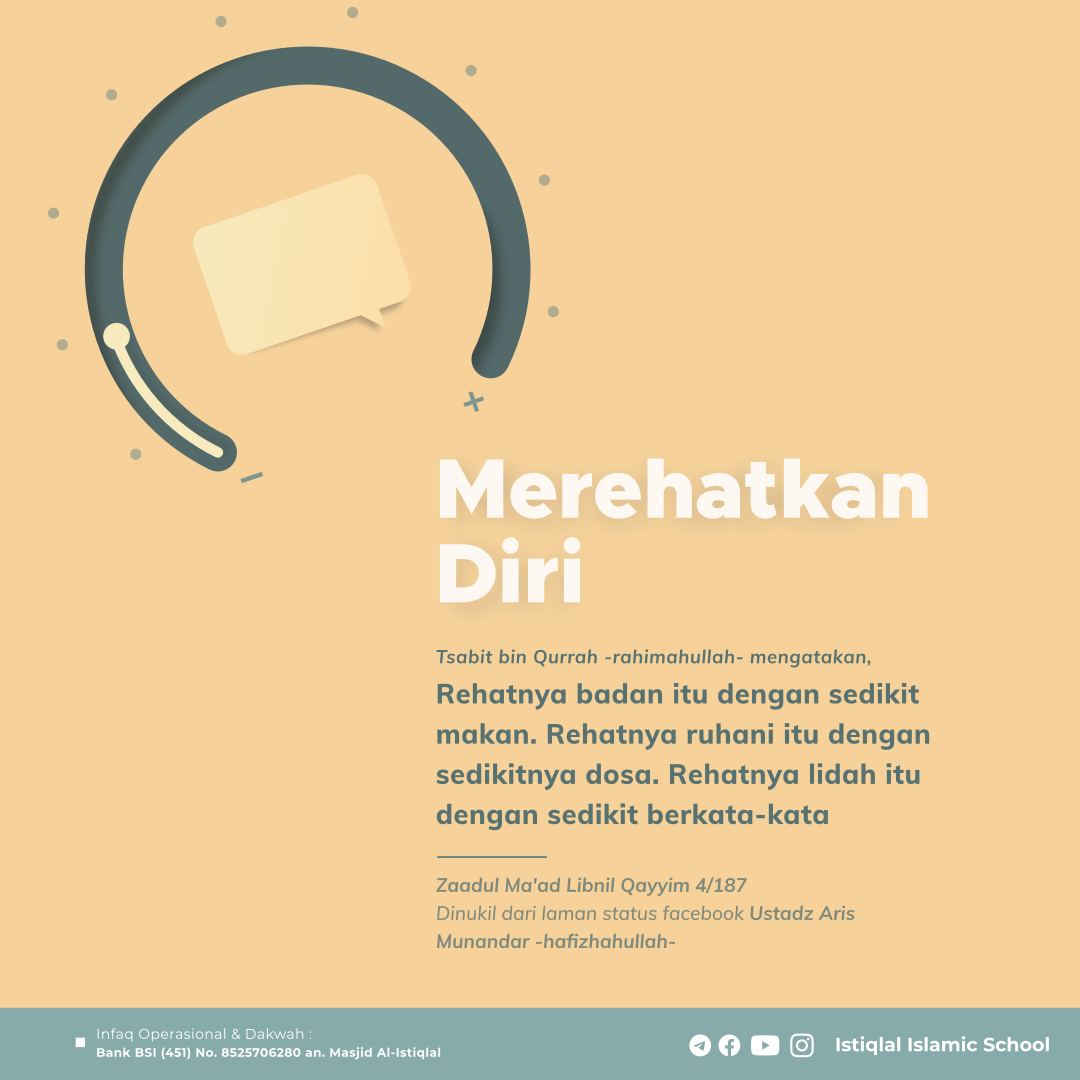 Merehatkan
Diri
Tsabit bin Qurrah -rahimahullah- mengatakan,
Rehatnya badan itu dengan sedikit
makan. Rehatnya ruhani itu dengan
sedikitnya dosa. Rehatnya lidah itu
dengan sedikit berkata-kata
Zaadul Ma'ad Libnil Qayyim 4/187
Dinukil dari laman status facebook Ustadz Aris
Munandar -hafizhahullah-
Infaq Operasional & Dakwah :
Bank BSI (451) No. 8525706280 an. Masjid Al-Istiqlal
Istiqlal Islamic School